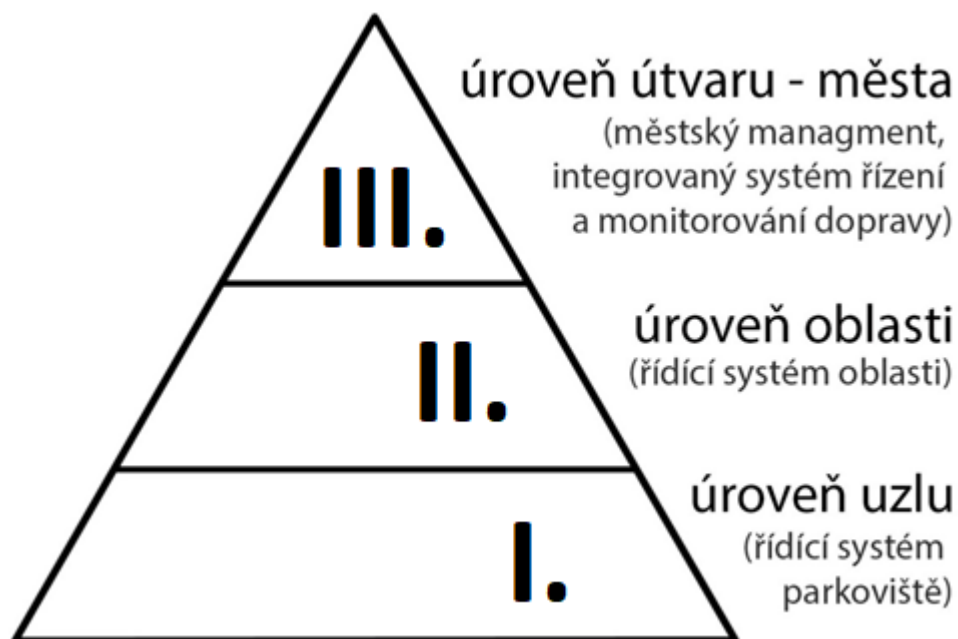 úroveň útvaru - města
(městský managment,
integrovaný systém řízení
a monitorování dopravy)
III.
úroveň oblasti
(řídící systém oblasti)
II.
úroveň uzlu
(řídící systém
parkoviště)
I.